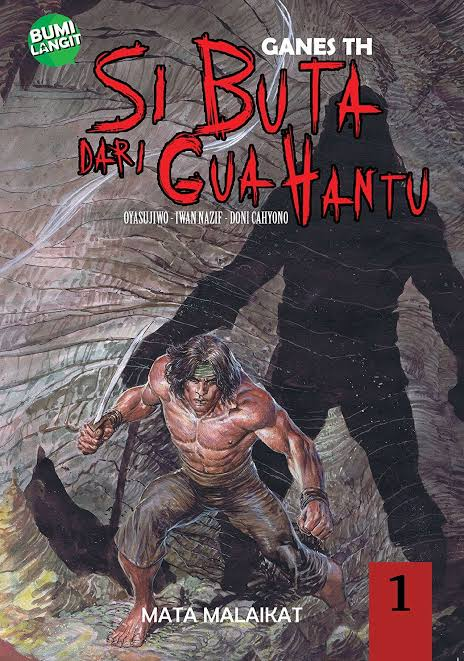 BUMI
LANGIT
GANES TH
SI BUTA
DARI GUA HANTU
OYASUJIWO - IWAN NAZIF - DONI CAHYONO
MATA MALAIKAT
1